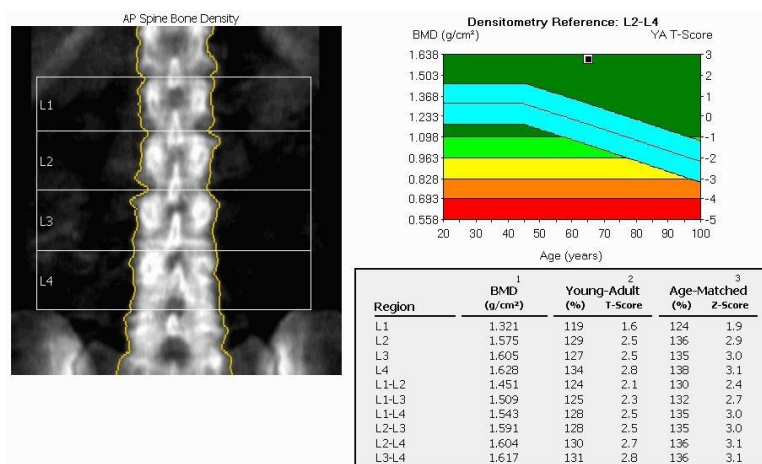 AP Spine Bone Density
L1
L2
L3
L4
Densitometry Reference: L2-L4
BMD (g/cm²) YA T-Score
1.638 3
1.503 2
1.368 1
1.233 0
1.098 -1
0.963 -2
0.828 -3
0.693 -4
0.558 -5
20 30 40 50 60 70 80 90 100
Age (years)
1 2 3
BMD Young-Adult Age-Matched
Region (g/cm²) (%) T-Score (%) Z-Score
L1 1.321 119 1.6 124 1.9
L2 1.575 129 2.5 136 2.9
L3 1.605 127 2.5 135 3.0
L4 1.628 134 2.8 138 3.1
L1-L2 1.451 124 2.1 130 2.4
L1-L3 1.509 125 2.3 132 2.7
L1-L4 1.543 128 2.5 135 3.0
L2-L3 1.591 128 2.5 135 3.0
L2-L4 1.604 130 2.7 136 3.1
L3-L4 1.617 131 2.8 136 3.1